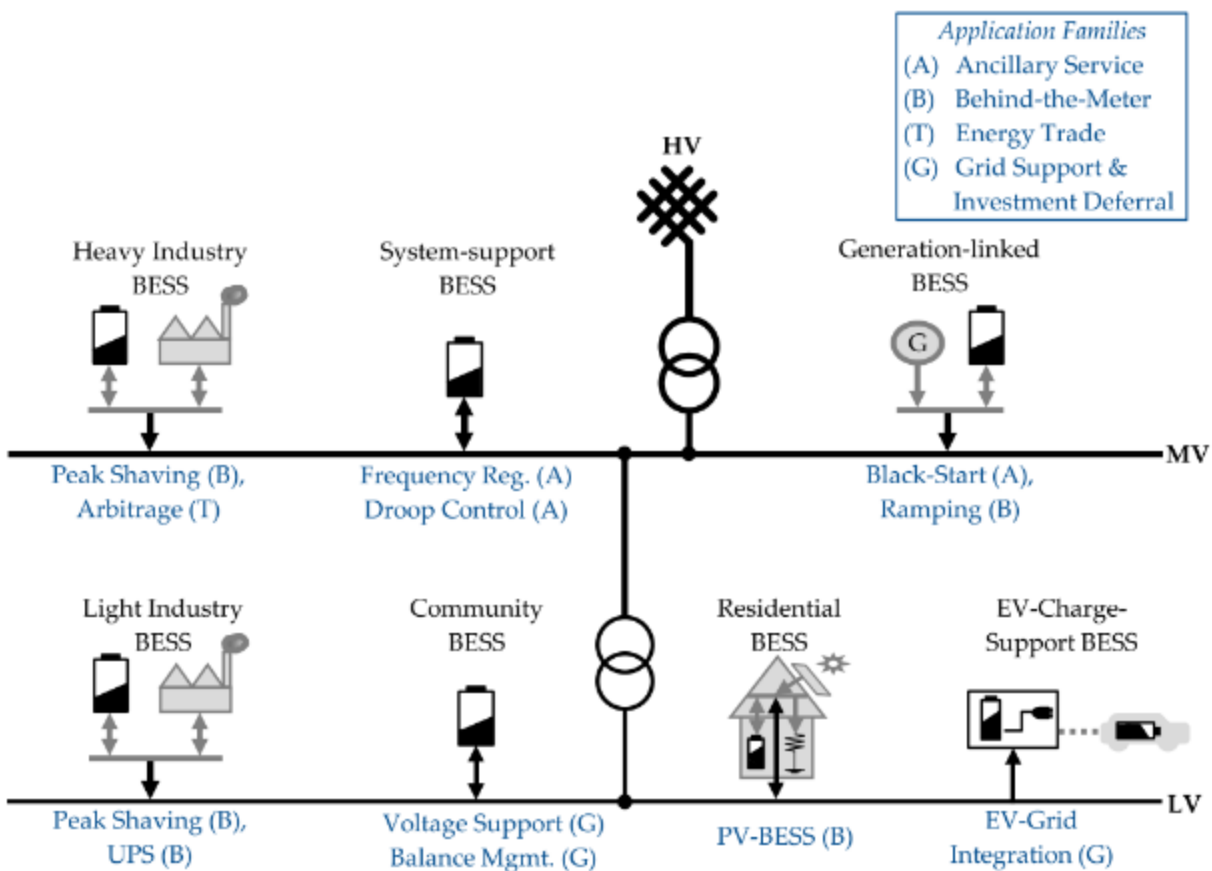 Application Families
(A) Ancillary Service
(B) Behind-the-Meter
(T) Energy Trade
(G) Grid Support &
Investment Deferral
HV
Heavy Industry
BESS
System-support
BESS
Generation-linked
BESS
G
MV
Peak Shaving (B),
Arbitrage (T)
Frequency Reg. (A)
Droop Control (A)
Black-Start (A),
Ramping (B)
Light Industry
BESS
Community
BESS
Residential
BESS
EV-Charge-
Support BESS
LV
Peak Shaving (B),
UPS (B)
Voltage Support (G)
Balance Mgmt. (G)
PV-BESS (B)
EV-Grid
Integration (G)